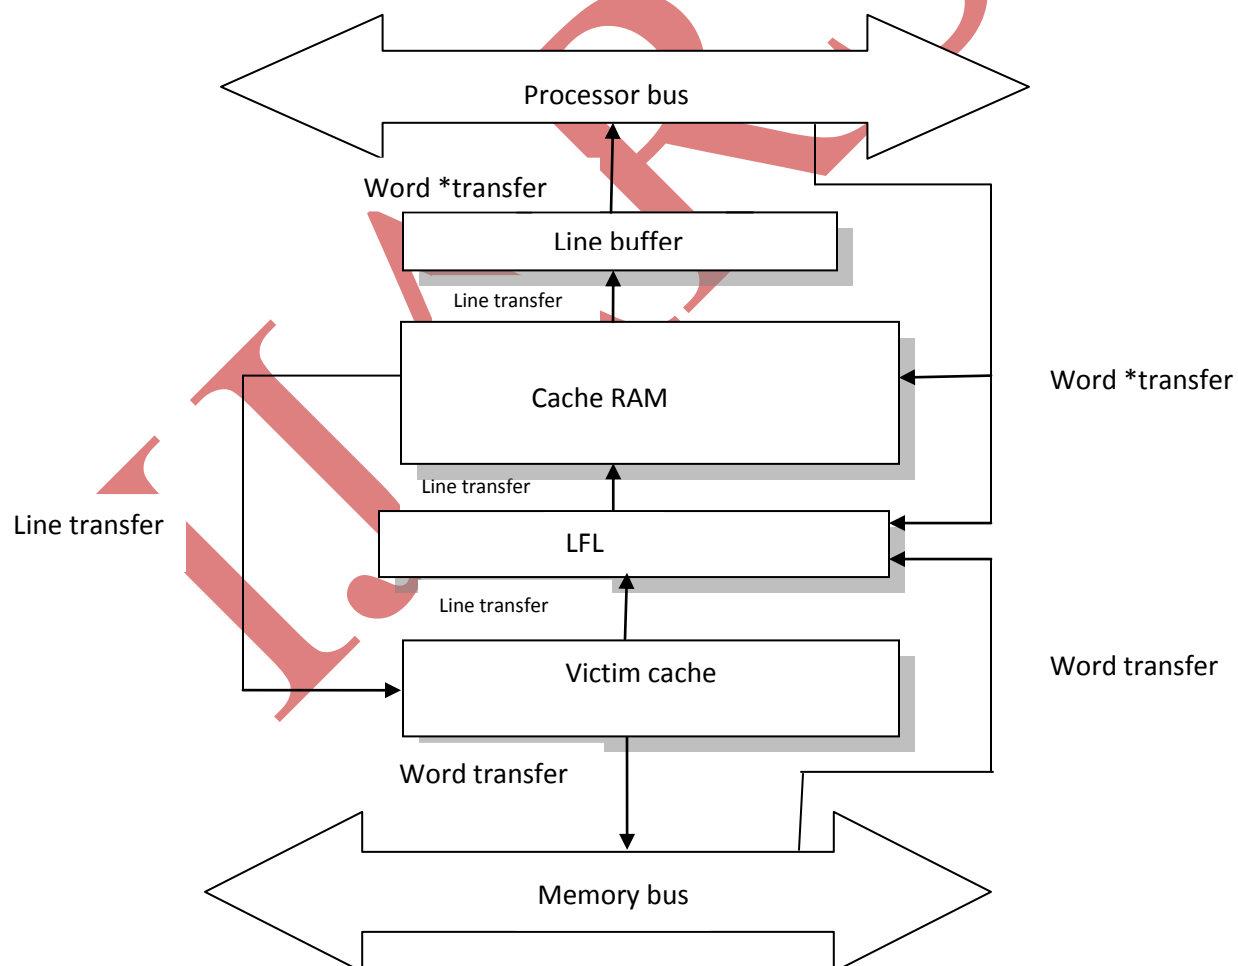 Processor bus
Word *transfer
Line buffer
Line transfer
Cache RAM
Word *transfer
Line transfer
Line transfer
LFL
Line transfer
Victim cache
Word transfer
Word transfer
Memory bus